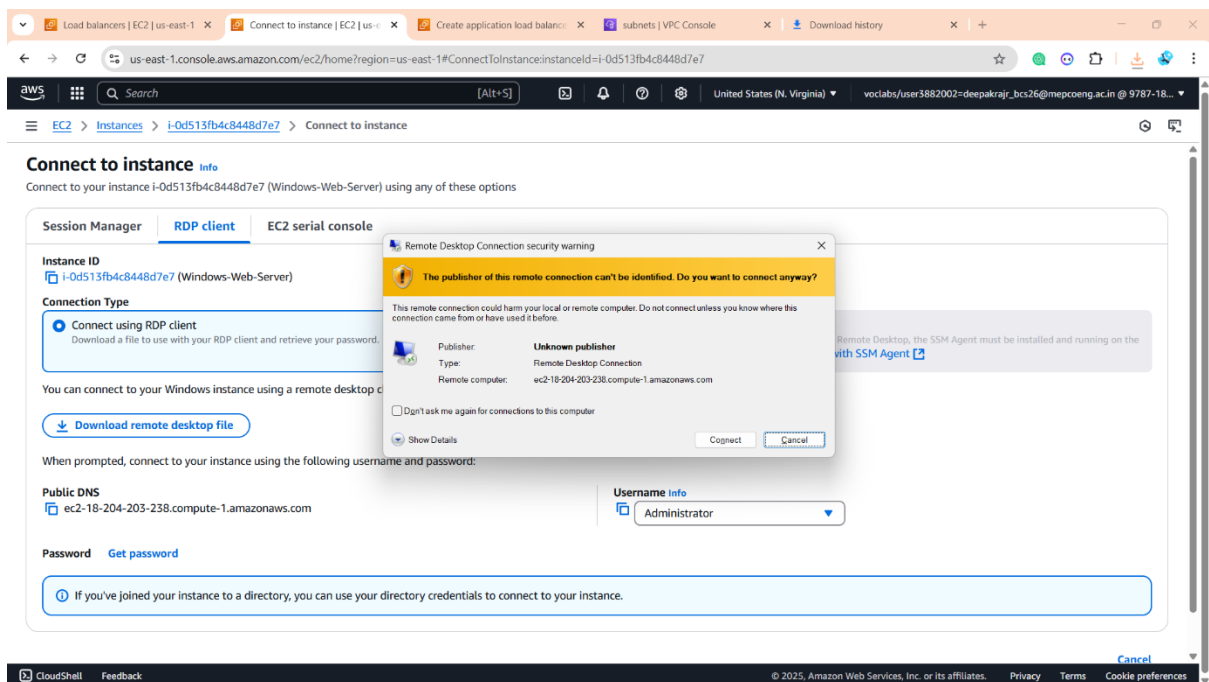 Load balancers | EC2 | us-east-1
Connect to instance | EC2 | us-e
Create application load balance
subnets | VPC Console
Download history
us-east-1.console.aws.amazon.com/ec2/home?region=us-east-1#ConnectToInstance:instanceId=i-0d513fb4c8448d7e7
aws
Search
[Alt+S]
United States (N. Virginia)
voclabs/user3882002=deepakrajr_bcs26@mepcoeng.ac.in @ 9787-18...
EC2 > Instances > i-0d513fb4c8448d7e7 > Connect to instance
Connect to instance Info
Connect to your instance i-0d513fb4c8448d7e7 (Windows-Web-Server) using any of these options
Session Manager
RDP client
EC2 serial console
Instance ID
i-0d513fb4c8448d7e7 (Windows-Web-Server)
Connection Type
Connect using RDP client
Download a file to use with your RDP client and retrieve your password.
Remote Desktop, the SSM Agent must be installed and running on the
with SSM Agent
You can connect to your Windows instance using a remote desktop c
Download remote desktop file
When prompted, connect to your instance using the following username and password:
Public DNS
ec2-18-204-203-238.compute-1.amazonaws.com
Username Info
Administrator
Password Get password
If you've joined your instance to a directory, you can use your directory credentials to connect to your instance.
Cancel
Remote Desktop Connection security warning
The publisher of this remote connection can't be identified. Do you want to connect anyway?
This remote connection could harm your local or remote computer. Do not connect unless you know where this
connection came from or have used it before.
Publisher: Unknown publisher
Type: Remote Desktop Connection
Remote computer: ec2-18-204-203-238.compute-1.amazonaws.com
Don't ask me again for connections to this computer
Show Details
Connect
Cancel
CloudShell Feedback
© 2025, Amazon Web Services, Inc. or its affiliates. Privacy Terms Cookie preferences